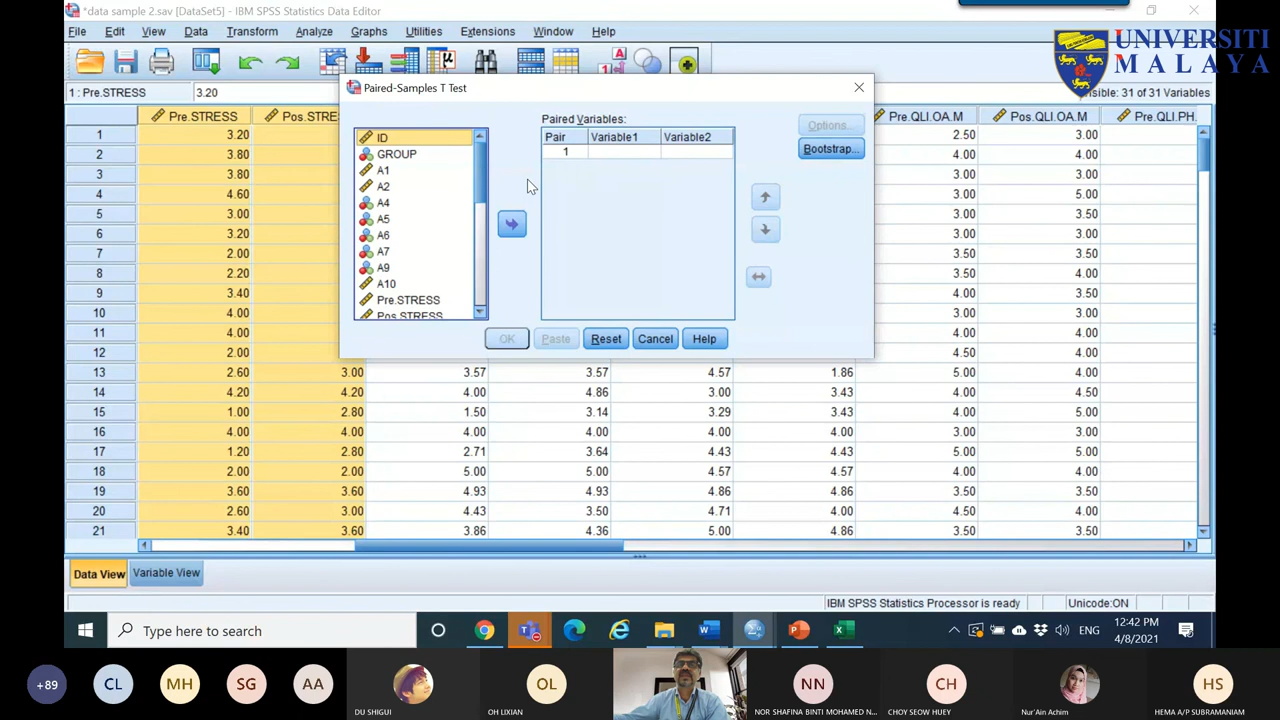 *data sample 2.sav [DataSet5] - IBM SPSS Statistics Data Editor
File Edit View Data Transform Analyze Graphs Utilities Extensions Window Help
UNIVERSITI
MALAYA
1 : Pre.STRESS 3.20 Visible: 31 of 31 Variables
Paired-Samples T Test
Pre.STRESS Pos.STRE Pre.QLI.OA.M Pos.QLI.OA.M Pre.QLI.PH.
Paired Variables:
Pair Variable1 Variable2
1
ID
GROUP
A1
A2
A4
A5
A6
A7
A9
A10
Pre.STRESS
Pos.STRESS
Options...
Bootstrap...
OK Paste Reset Cancel Help
1 3.20 2.50 3.00
2 3.80 4.00 4.00
3 3.80 3.00 3.00
4 4.60 3.00 5.00
5 3.00 4.00 3.00
6 3.20 3.00 3.00
7 2.00 3.50 3.50
8 2.20 3.50 3.50
9 3.40 4.00 3.50
10 4.00 3.00 3.00
11 4.00 4.00 4.00
12 2.00 4.50 4.00
13 2.60 3.00 3.57 3.57 4.57 1.86 5.00 4.00
14 4.20 4.20 4.00 4.86 3.00 3.43 4.00 4.50
15 1.00 2.80 1.50 3.14 3.29 3.43 4.00 5.00
16 4.00 4.00 4.00 4.00 4.00 4.00 3.00 3.00
17 1.20 2.80 2.71 3.64 4.43 4.43 5.00 4.00
18 2.00 2.00 5.00 5.00 4.57 4.57 4.00 4.00
19 3.60 3.60 4.93 4.93 4.86 4.86 3.50 3.50
20 2.60 3.00 4.43 3.50 4.71 4.00 4.50 4.00
21 3.40 3.60 3.86 4.36 5.00 4.86 3.50 3.50
Data View Variable View
IBM SPSS Statistics Processor is ready Unicode:ON
Type here to search
ENG
12:42 PM
4/8/2021
+89 CL MH SG AA OL NN CH HS
DU SHIGUI OH LIXIAN NOR SHAFINA BINTI MOHAMED N... CHOY SEOW HUEY Nur'Ain Achim HEMA A/P SUBRAMANIAM